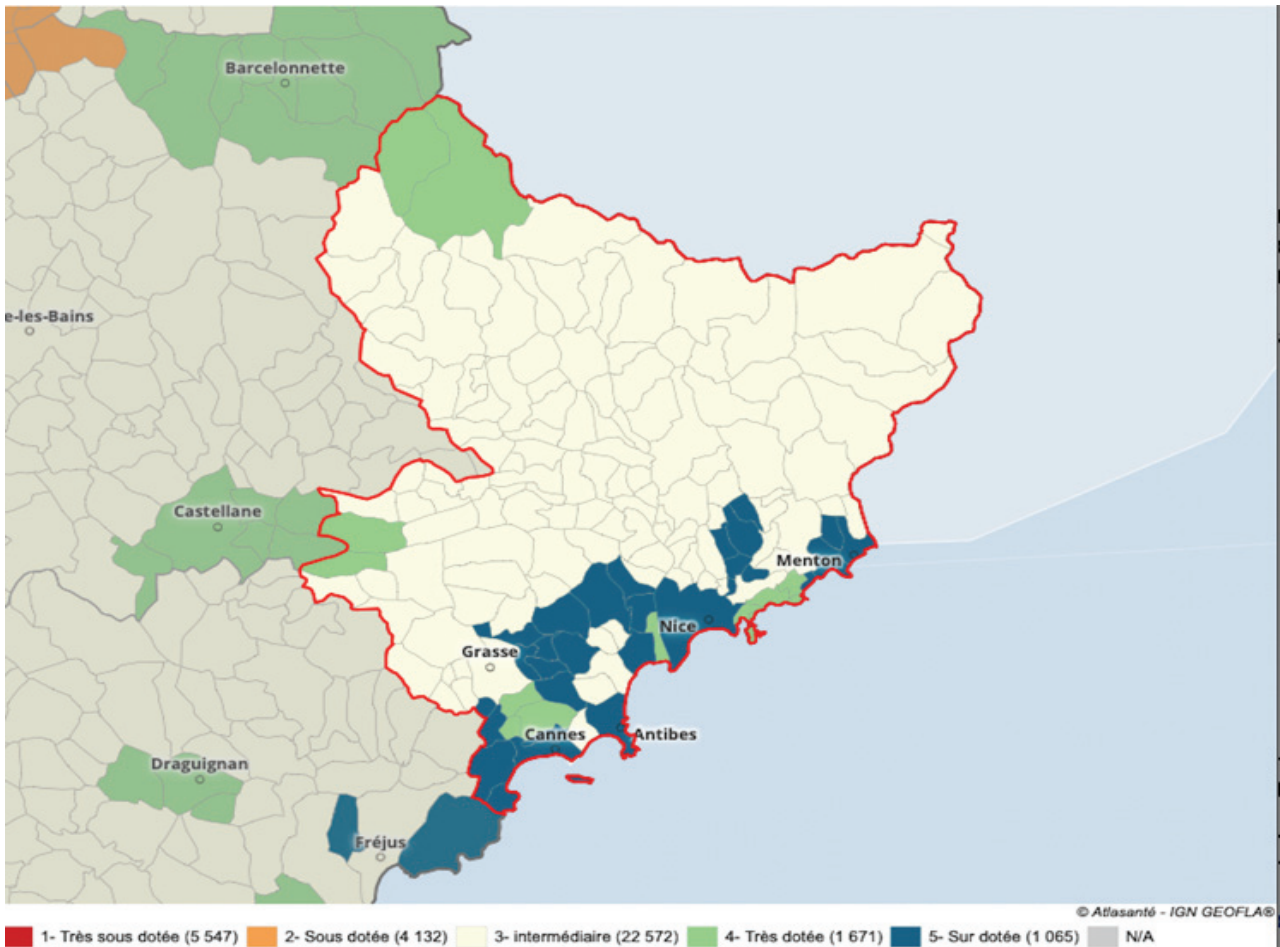 Barcelonnette
e-les-Bains
Castellane
Menton
Nice
Grasse
Cannes
Antibes
Draguignan
Fréjus
© Atlasanté - IGN GEOFLA®
1- Très sous dotée (5 547) 2- Sous dotée (4 132) 3- intermédiaire (22 572) 4- Très dotée (1 671) 5- Sur dotée (1 065) N/A